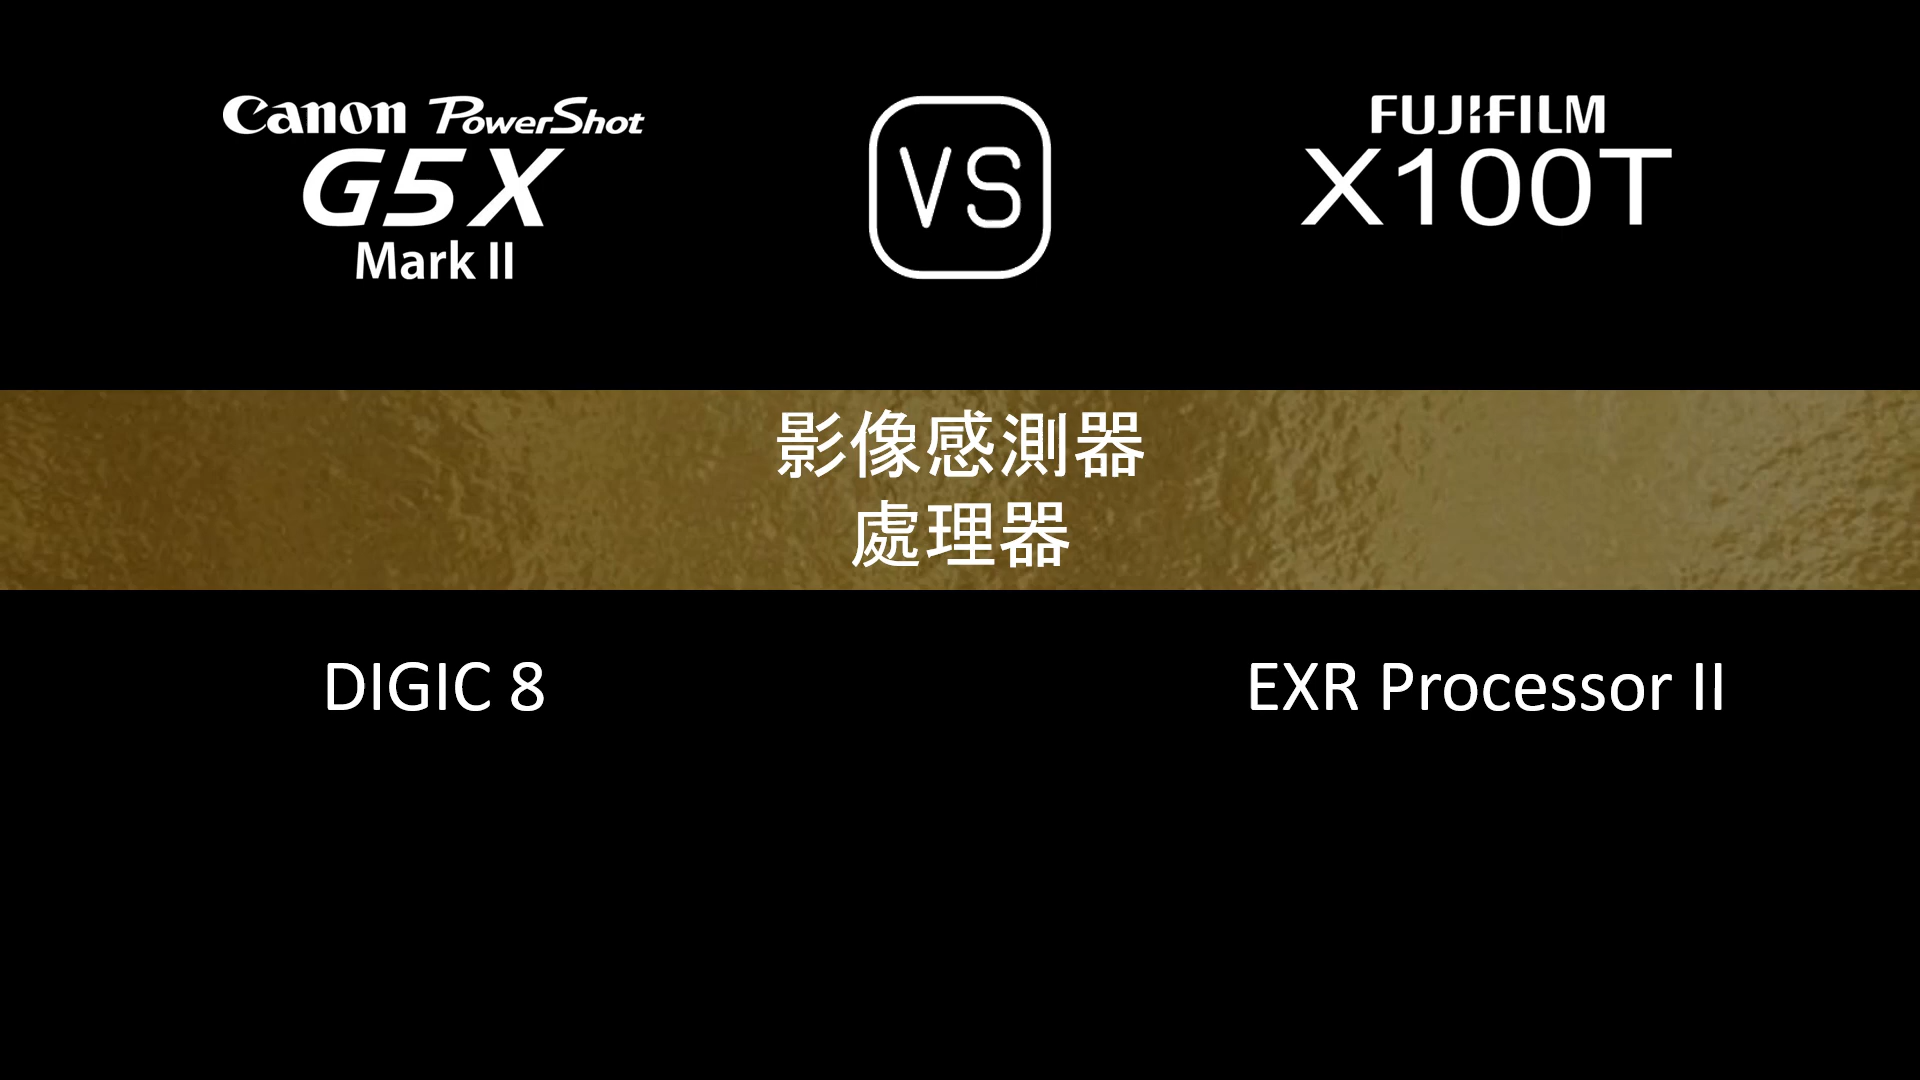 Canon PowerShot
G5X
Mark II
VS
FUJIFILM
X100T
影像感測器
處理器
DIGIC 8
EXR Processor II